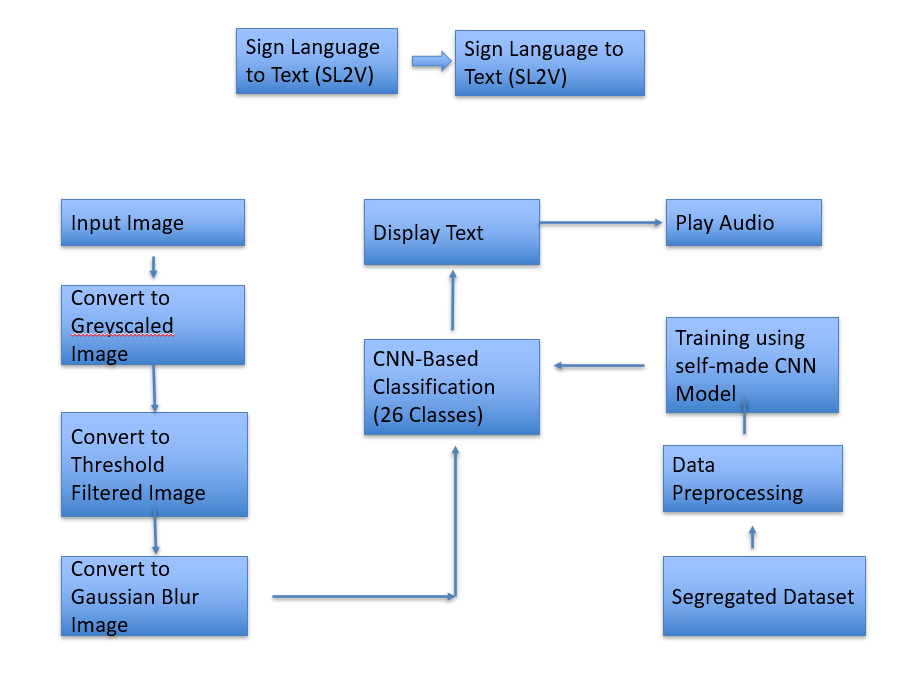 Sign Language
to Text (SL2V)
Sign Language to
Text (SL2V)
Input Image
Convert to
Greyscaled
Image
Convert to
Threshold
Filtered Image
Convert to
Gaussian Blur
Image
Display Text
CNN-Based
Classification
(26 Classes)
Play Audio
Training using
self-made CNN
Model
Data
Preprocessing
Segregated Dataset